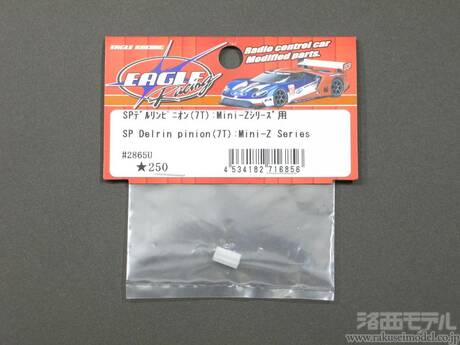 EAGLE RACING
EAGLE
Racing
Radio control car
Modified parts.
SPﾃﾞﾙﾘﾝﾋﾟﾆｵﾝ(7T):Mini-Zｼﾘｰｽﾞ用
SP Delrin pinion(7T):Mini-Z Series
#2865U
★250
4 534182 716856
洛西モデル
www.rakuseimodel.co.jp